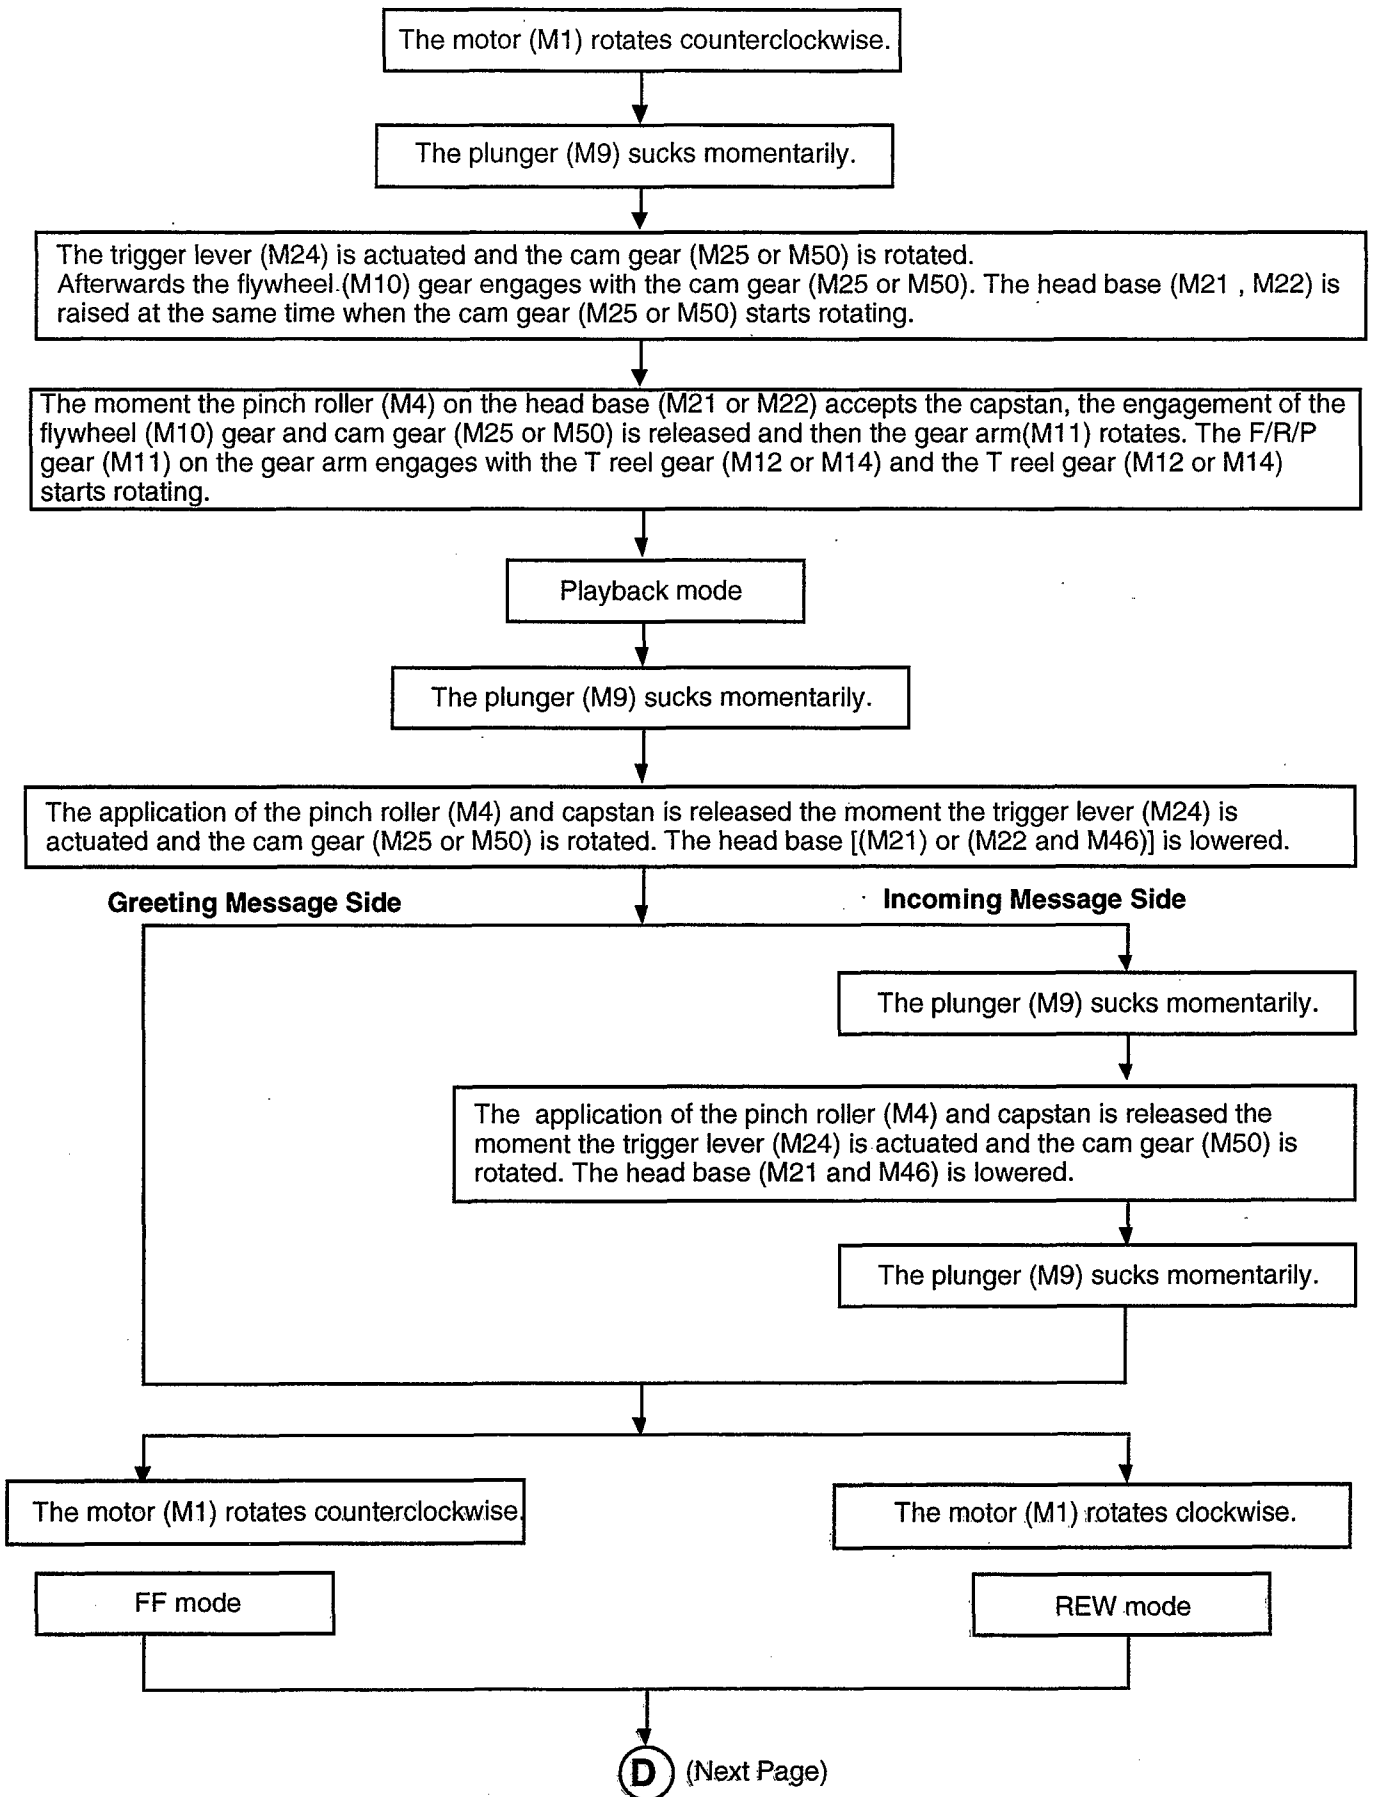 The motor (M1) rotates counterclockwise.
The plunger (M9) sucks momentarily.
The trigger lever (M24) is actuated and the cam gear (M25 or M50) is rotated.
Afterwards the flywheel (M10) gear engages with the cam gear (M25 or M50). The head base (M21 , M22) is
raised at the same time when the cam gear (M25 or M50) starts rotating.
The moment the pinch roller (M4) on the head base (M21 or M22) accepts the capstan, the engagement of the
flywheel (M10) gear and cam gear (M25 or M50) is released and then the gear arm(M11) rotates. The F/R/P
gear (M11) on the gear arm engages with the T reel gear (M12 or M14) and the T reel gear (M12 or M14)
starts rotating.
Playback mode
The plunger (M9) sucks momentarily.
The application of the pinch roller (M4) and capstan is released the moment the trigger lever (M24) is
actuated and the cam gear (M25 or M50) is rotated. The head base [(M21) or (M22 and M46)] is lowered.
Greeting Message Side
Incoming Message Side
The plunger (M9) sucks momentarily.
The application of the pinch roller (M4) and capstan is released the
moment the trigger lever (M24) is actuated and the cam gear (M50) is
rotated. The head base (M21 and M46) is lowered.
The plunger (M9) sucks momentarily.
The motor (M1) rotates counterclockwise.
The motor (M1) rotates clockwise.
FF mode
REW mode
D (Next Page)